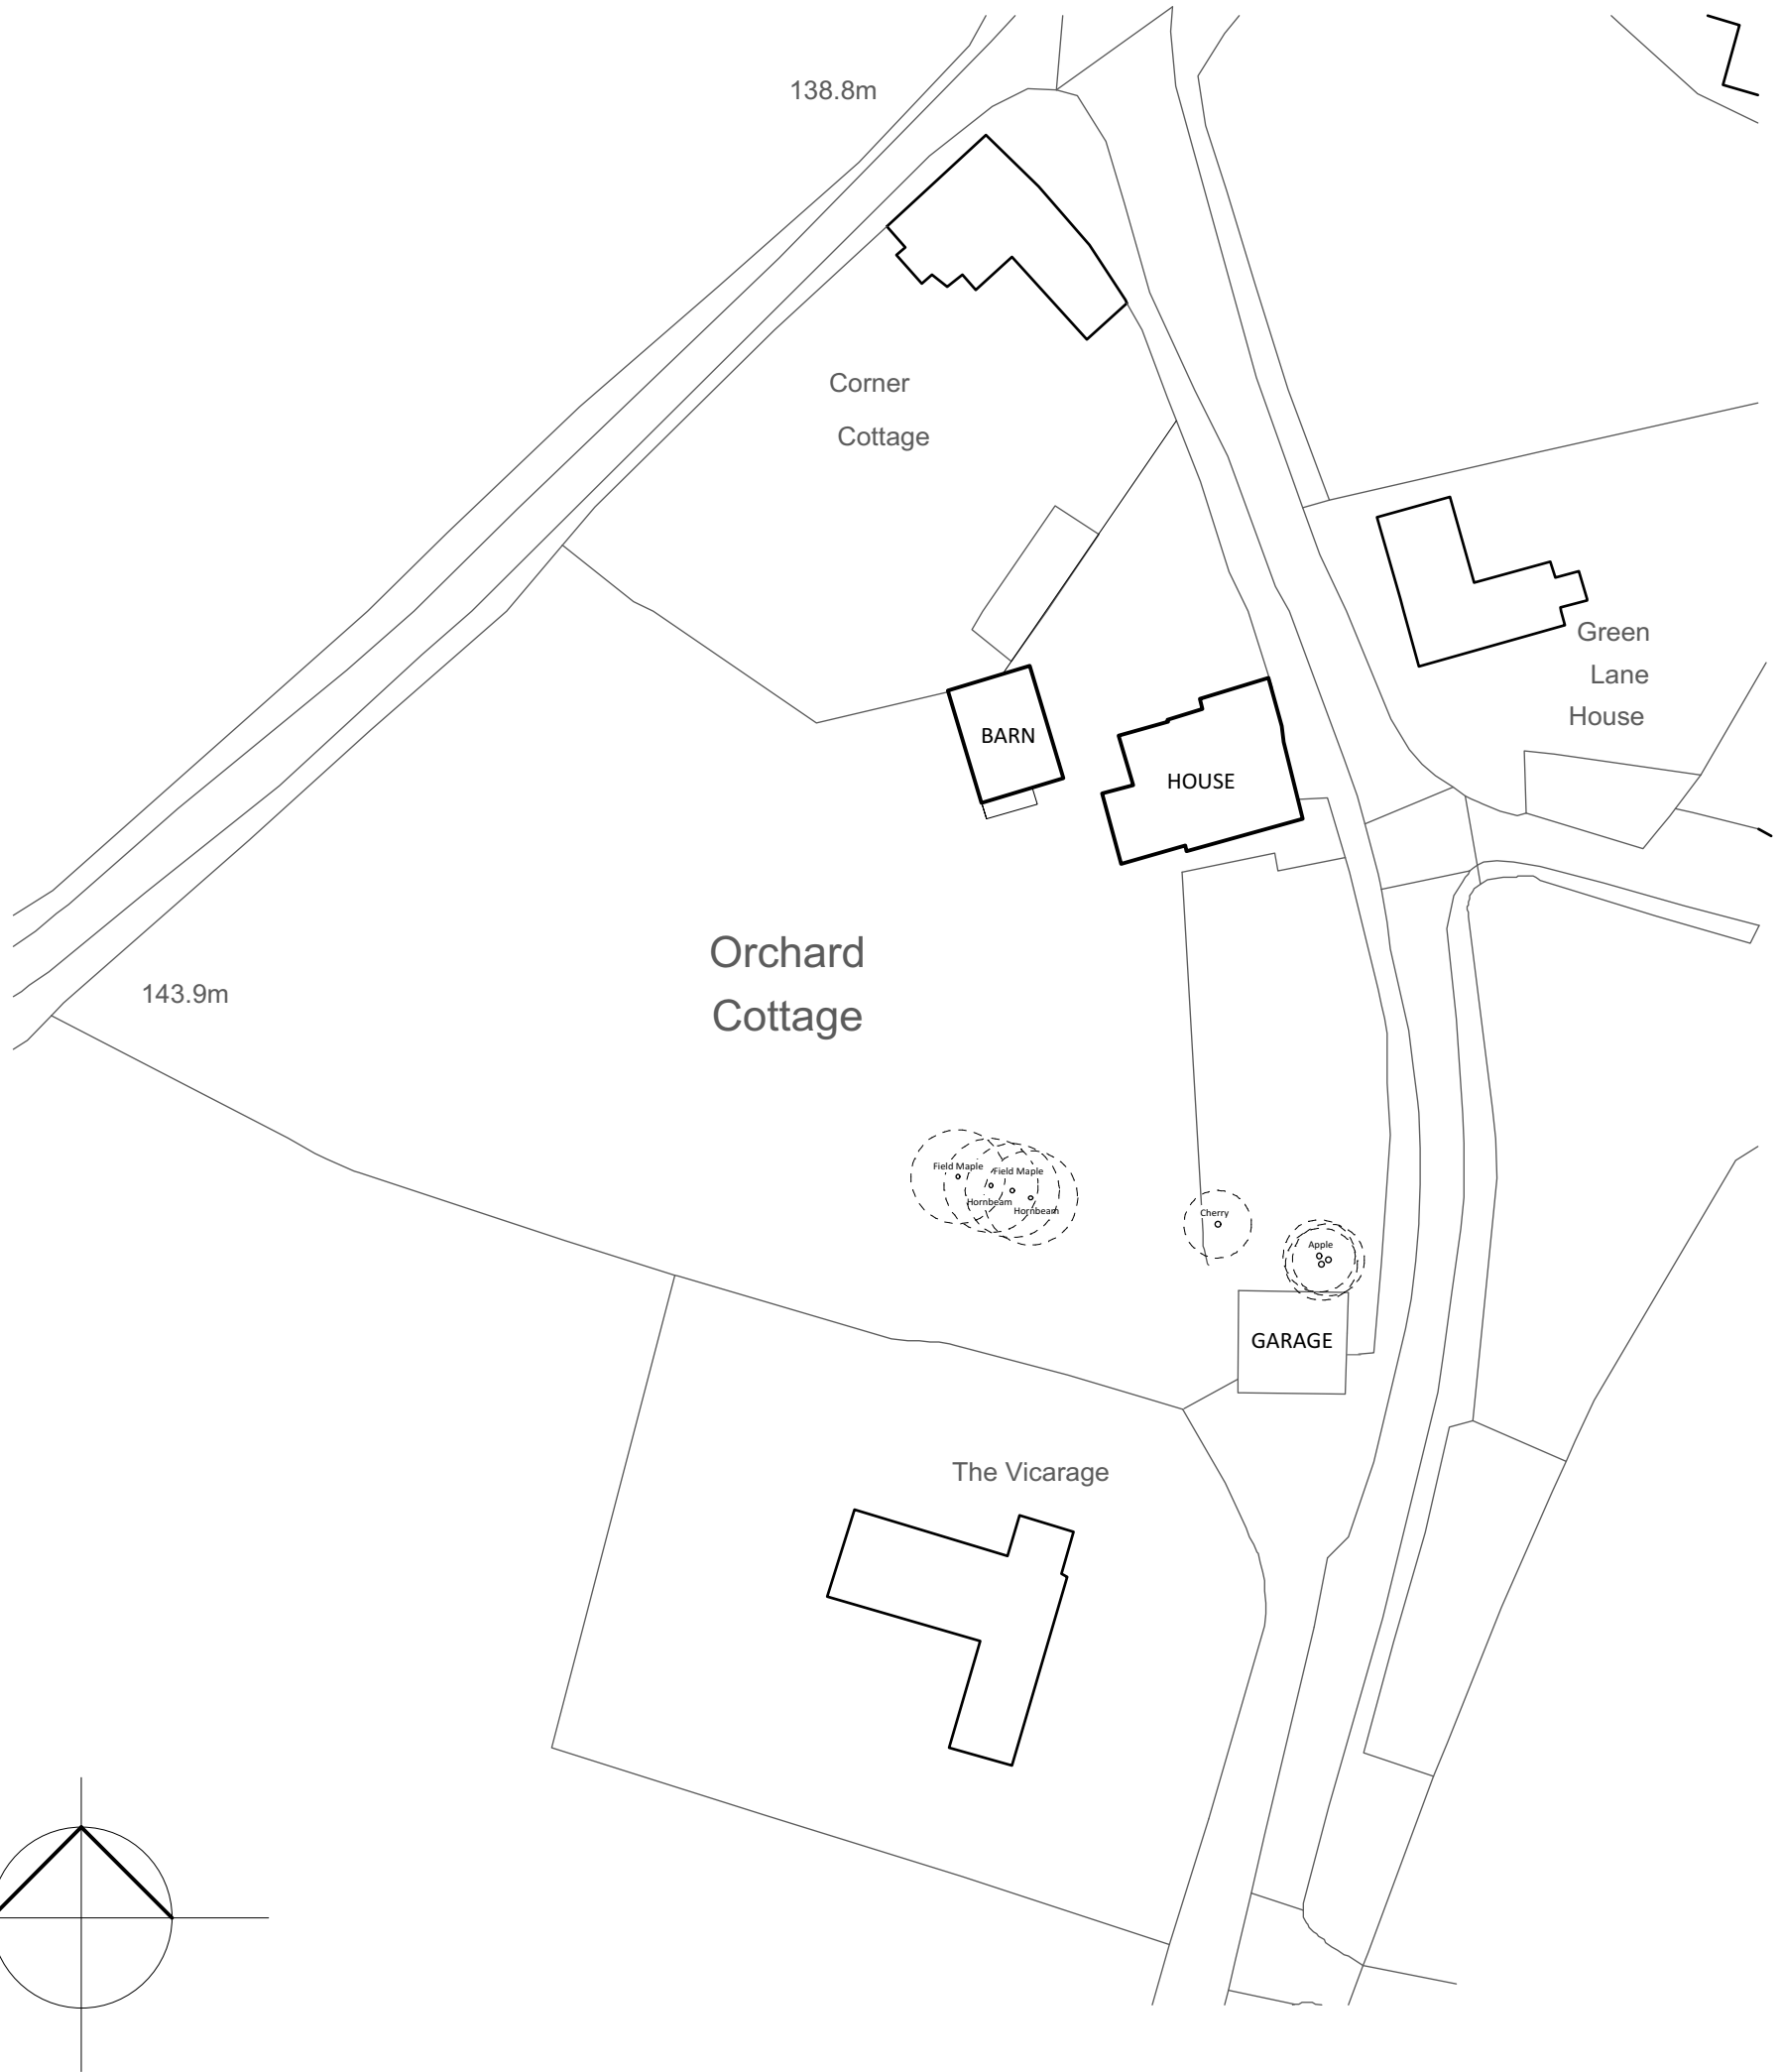 138.8m
Corner
Cottage
Green
Lane
House
BARN
HOUSE
Orchard
Cottage
143.9m
Field Maple
Field Maple
Hornbeam
Hornbeam
Cherry
Apple
GARAGE
The Vicarage